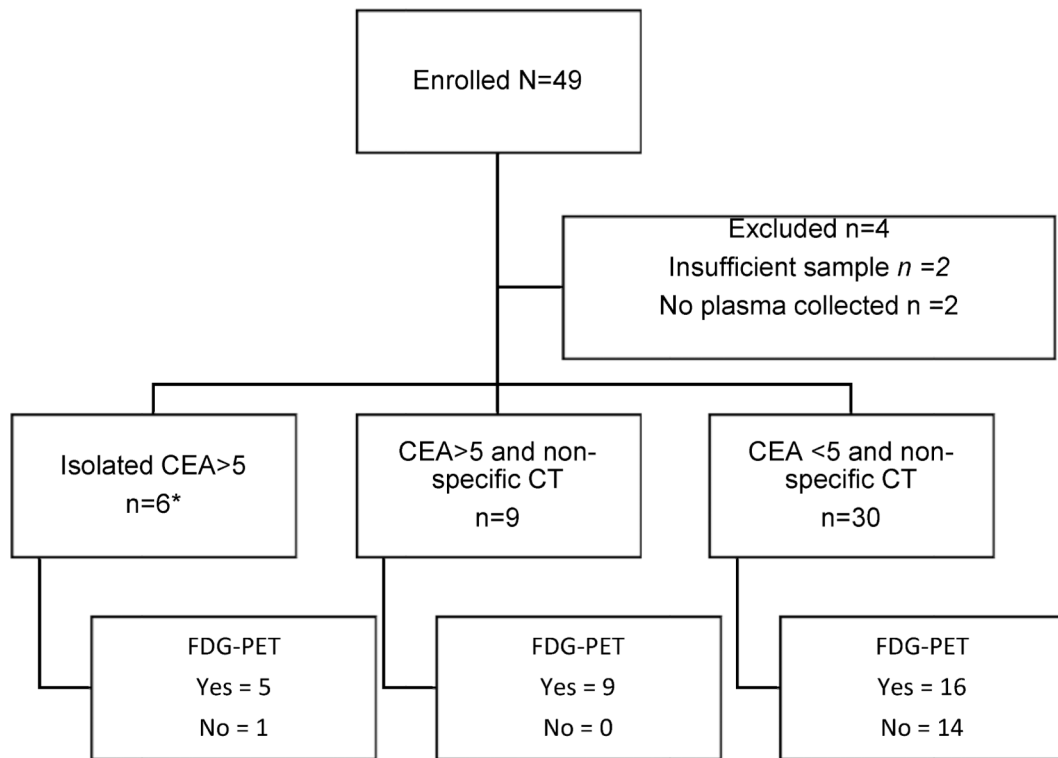 Enrolled N=49
Excluded n=4
Insufficient sample n =2
No plasma collected n =2
Isolated CEA>5
n=6*
CEA>5 and non-
specific CT
n=9
CEA <5 and non-
specific CT
n=30
FDG-PET
Yes = 5
No = 1
FDG-PET
Yes = 9
No = 0
FDG-PET
Yes = 16
No = 14